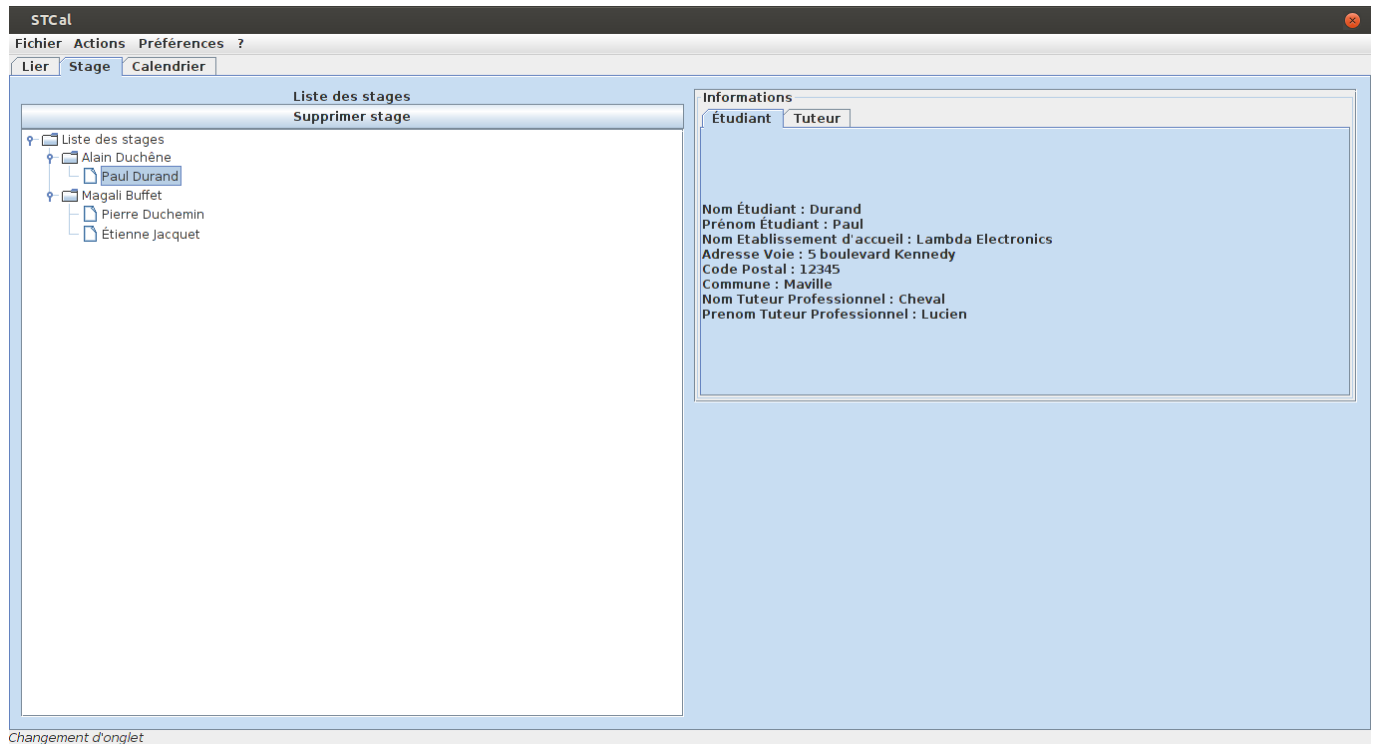 STCal
Fichier Actions Préférences ?
Lier Stage Calendrier
Liste des stages
Supprimer stage
Liste des stages
Alain Duchêne
Paul Durand
Magali Buffet
Pierre Duchemin
Étienne Jacquet
Informations
Étudiant Tuteur
Nom Étudiant : Durand
Prénom Étudiant : Paul
Nom Etablissement d'accueil : Lambda Electronics
Adresse Voie : 5 boulevard Kennedy
Code Postal : 12345
Commune : Maville
Nom Tuteur Professionnel : Cheval
Prenom Tuteur Professionnel : Lucien
Changement d'onglet